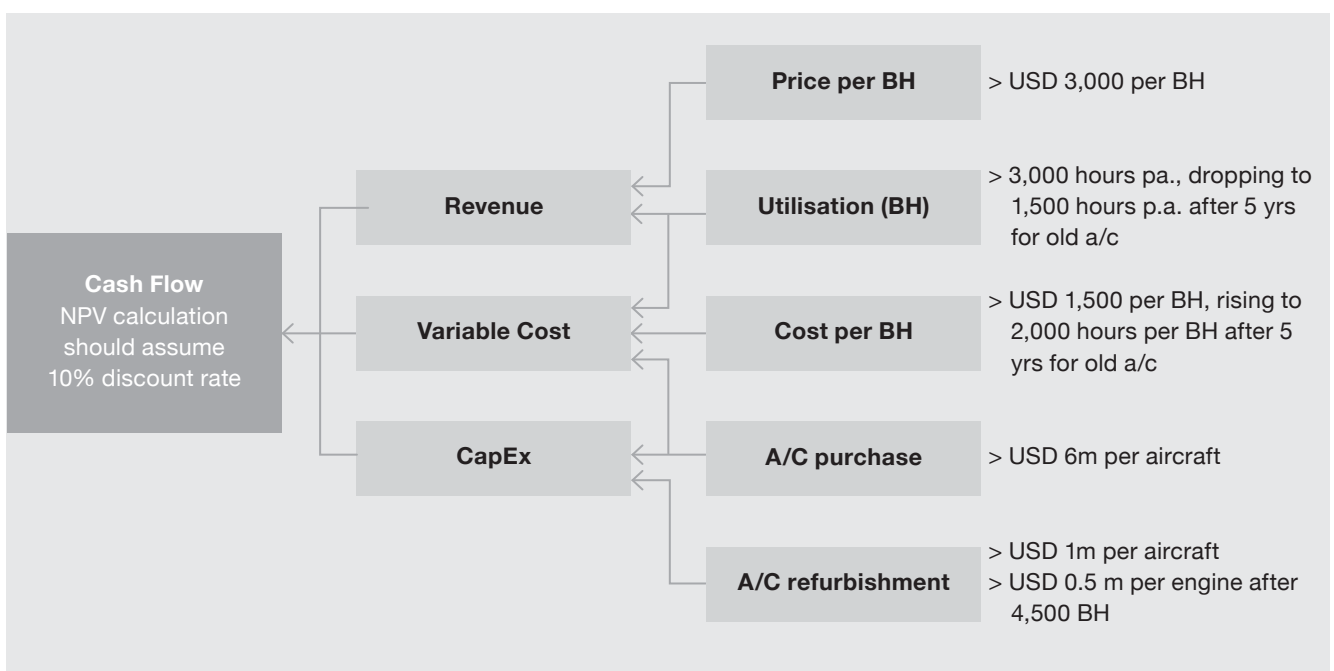 Cash Flow
NPV calculation
should assume
10% discount rate
Revenue
Variable Cost
CapEx
Price per BH
> USD 3,000 per BH
Utilisation (BH)
> 3,000 hours pa., dropping to
1,500 hours p.a. after 5 yrs
for old a/c
Cost per BH
> USD 1,500 per BH, rising to
2,000 hours per BH after 5
yrs for old a/c
A/C purchase
> USD 6m per aircraft
A/C refurbishment
> USD 1m per aircraft
> USD 0.5 m per engine after
4,500 BH